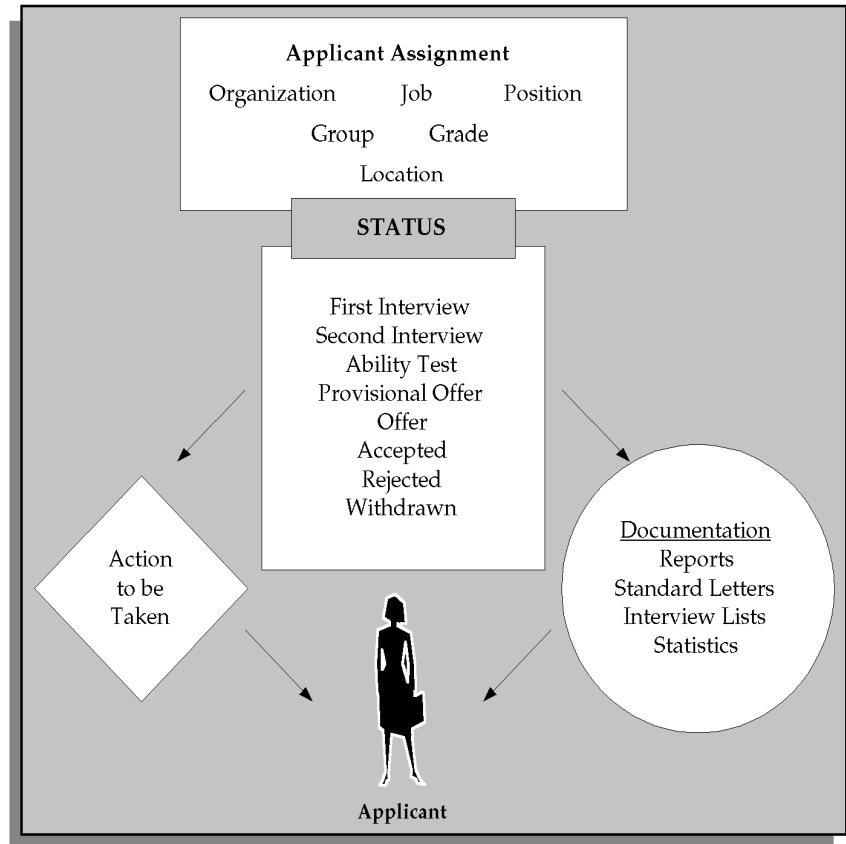 Applicant Assignment
Organization Job Position
Group Grade
Location
STATUS
First Interview
Second Interview
Ability Test
Provisional Offer
Offer
Accepted
Rejected
Withdrawn
Action
to be
Taken
Documentation
Reports
Standard Letters
Interview Lists
Statistics
Applicant